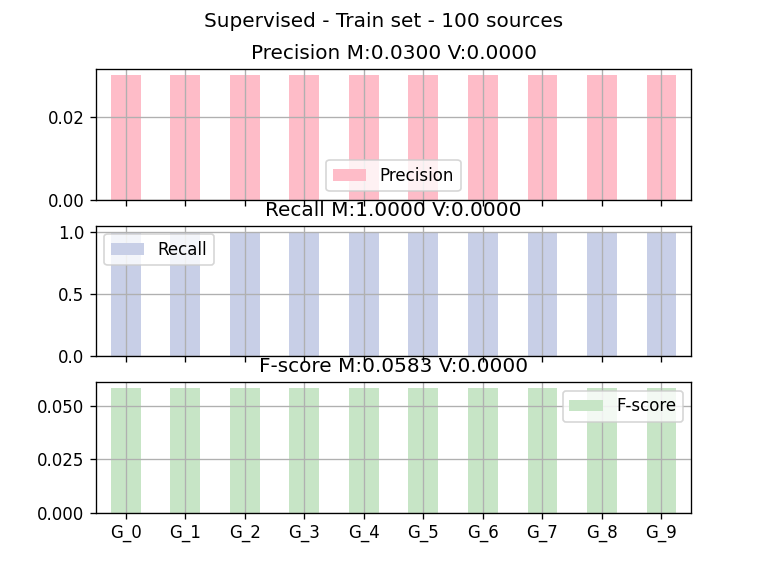 Supervised - Train set - 100 sources
Precision M:0.0300 V:0.0000
0.02
0.00
Precision
Recall M:1.0000 V:0.0000
1.0
0.5
0.0
Recall
F-score M:0.0583 V:0.0000
0.050
0.025
0.000
F-score
G_0 G_1 G_2 G_3 G_4 G_5 G_6 G_7 G_8 G_9